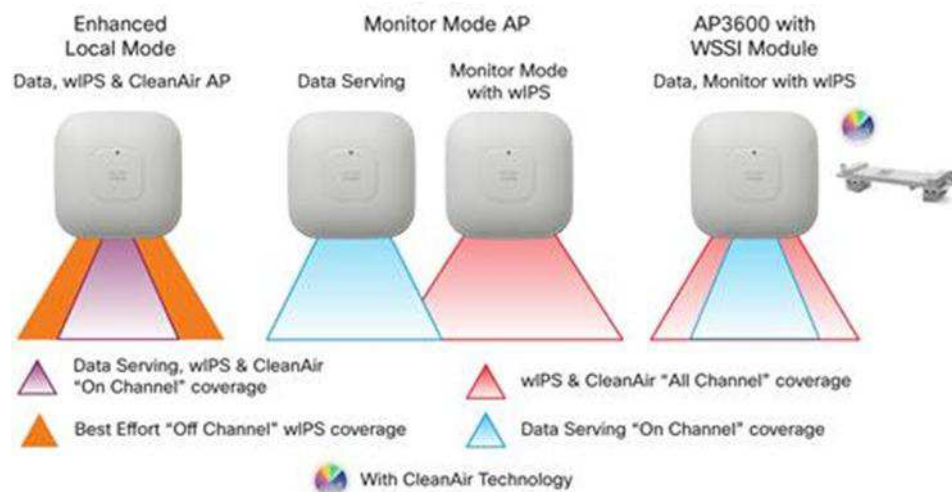 Enhanced
Local Mode
Data, wIPS & CleanAir AP
Monitor Mode AP
Data Serving
Monitor Mode
with wIPS
AP3600 with
WSSI Module
Data, Monitor with wIPS
Data Serving, wIPS & CleanAir
"On Channel" coverage
wIPS & CleanAir "All Channel" coverage
Best Effort "Off Channel" wIPS coverage
Data Serving "On Channel" coverage
With CleanAir Technology